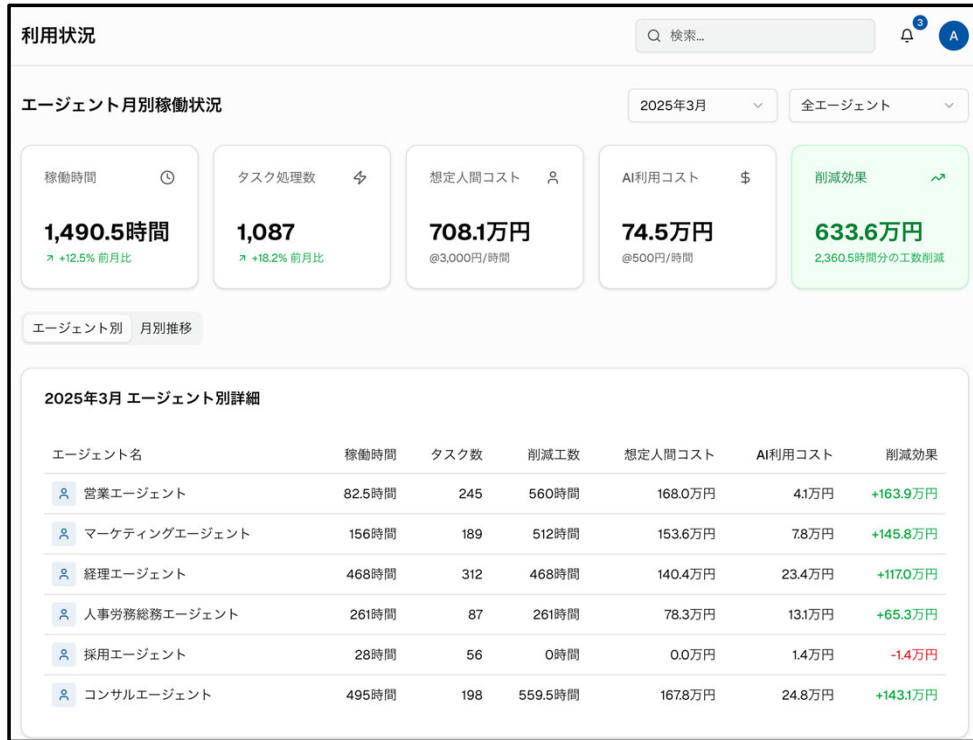 利用状況
検索...
3
A
エージェント月別稼働状況
2025年3月
全エージェント
稼働時間
1,490.5時間
+12.5% 前月比
タスク処理数
1,087
+18.2% 前月比
想定人間コスト
708.1万円
@3,000円/時間
AI利用コスト
$
74.5万円
@500円/時間
削減効果
633.6万円
2,360.5時間分の工数削減
エージェント別 月別推移
2025年3月 エージェント別詳細
エージェント名 稼働時間 タスク数 削減工数 想定人間コスト AI利用コスト 削減効果
営業エージェント 82.5時間 245 560時間 168.0万円 4.1万円 +163.9万円
マーケティングエージェント 156時間 189 512時間 153.6万円 7.8万円 +145.8万円
経理エージェント 468時間 312 468時間 140.4万円 23.4万円 +117.0万円
人事労務総務エージェント 261時間 87 261時間 78.3万円 13.1万円 +65.3万円
採用エージェント 28時間 56 0時間 0.0万円 1.4万円 -1.4万円
コンサルエージェント 495時間 198 559.5時間 167.8万円 24.8万円 +143.1万円